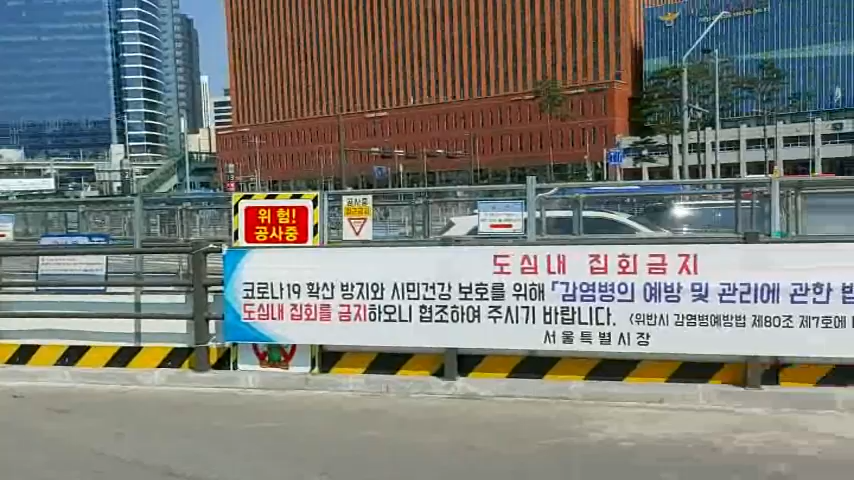 위 험!
공사중
공사중
도심내 집회금지
코로나19 확산 방지와 시민건강 보호를 위해 「감염병의 예방 및 관리에 관한 법
도심내 집회를 금지하오니 협조하여 주시기 바랍니다. (위반시 감염병예방법 제80조 제7호에
서울특별시장